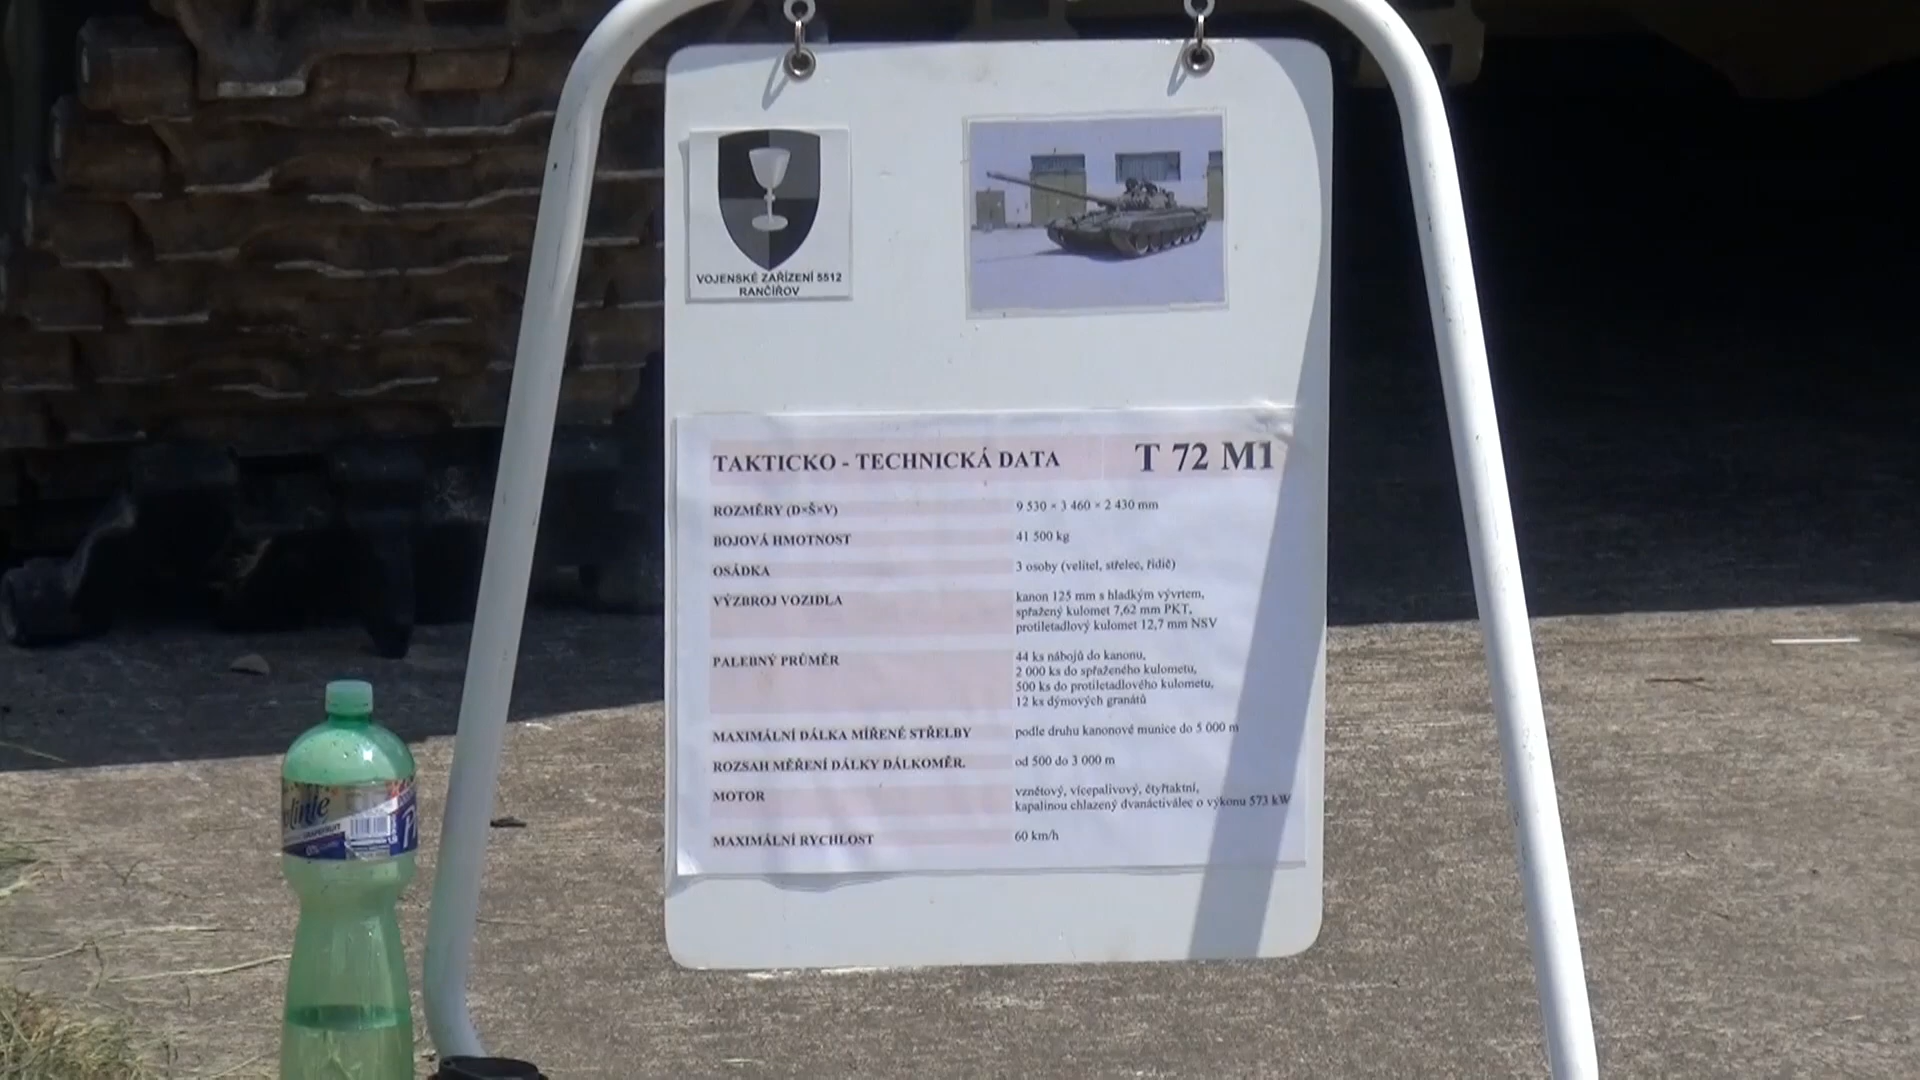 VOJENSKÉ ZAŘÍZENÍ 5512
RANČÍŘOV
TAKTICKO - TECHNICKÁ DATA T 72 M1
ROZMĚRY (D×Š×V) 9 530 × 3 460 × 2 430 mm
BOJOVÁ HMOTNOST 41 500 kg
OSÁDKA 3 osoby (velitel, střelec, řidič)
VÝZBROJ VOZIDLA kanon 125 mm s hladkým vývrtem,
spřažený kulomet 7,62 mm PKT,
protiletadlový kulomet 12,7 mm NSV
PALEBNÝ PRŮMĚR 44 ks nábojů do kanonu,
2 000 ks do spřaženého kulometu,
500 ks do protiletadlového kulometu,
12 ks dýmových granátů
MAXIMÁLNÍ DÁLKA MÍŘENÉ STŘELBY podle druhu kanonové munice do 5 000 m
ROZSAH MĚŘENÍ DÁLKY DÁLKOMĚR. od 500 do 3 000 m
MOTOR vznětový, vícepalivový, čtyřtaktní,
kapalinou chlazený dvanáctiválec o výkonu 573 kW
MAXIMÁLNÍ RYCHLOST 60 km/h
GRAPEFRUIT
0%